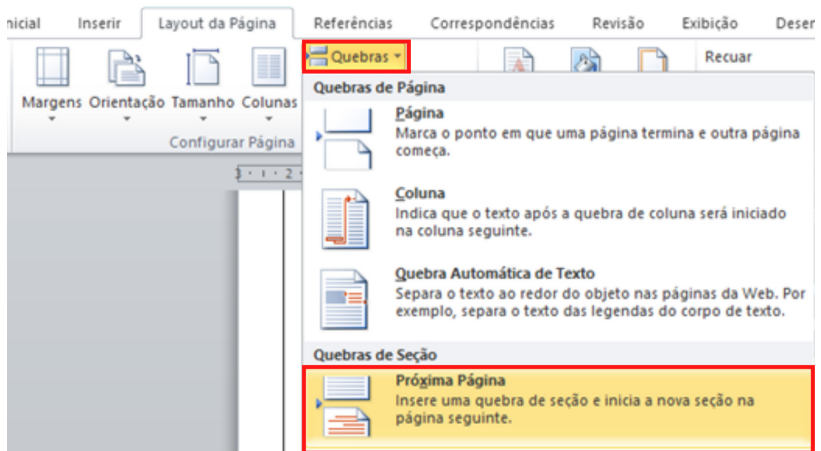 nicial Inserir Layout da Página Referências Correspondências Revisão Exibição Desen
Quebras
Recuar
Margens Orientação Tamanho Colunas
Configurar Página
3 · 1 · 2
Quebras de Página
Página
Marca o ponto em que uma página termina e outra página
começa.
Coluna
Indica que o texto após a quebra de coluna será iniciado
na coluna seguinte.
Quebra Automática de Texto
Separa o texto ao redor do objeto nas páginas da Web. Por
exemplo, separa o texto das legendas do corpo de texto.
Quebras de Seção
Próxima Página
Insere uma quebra de seção e inicia a nova seção na
página seguinte.